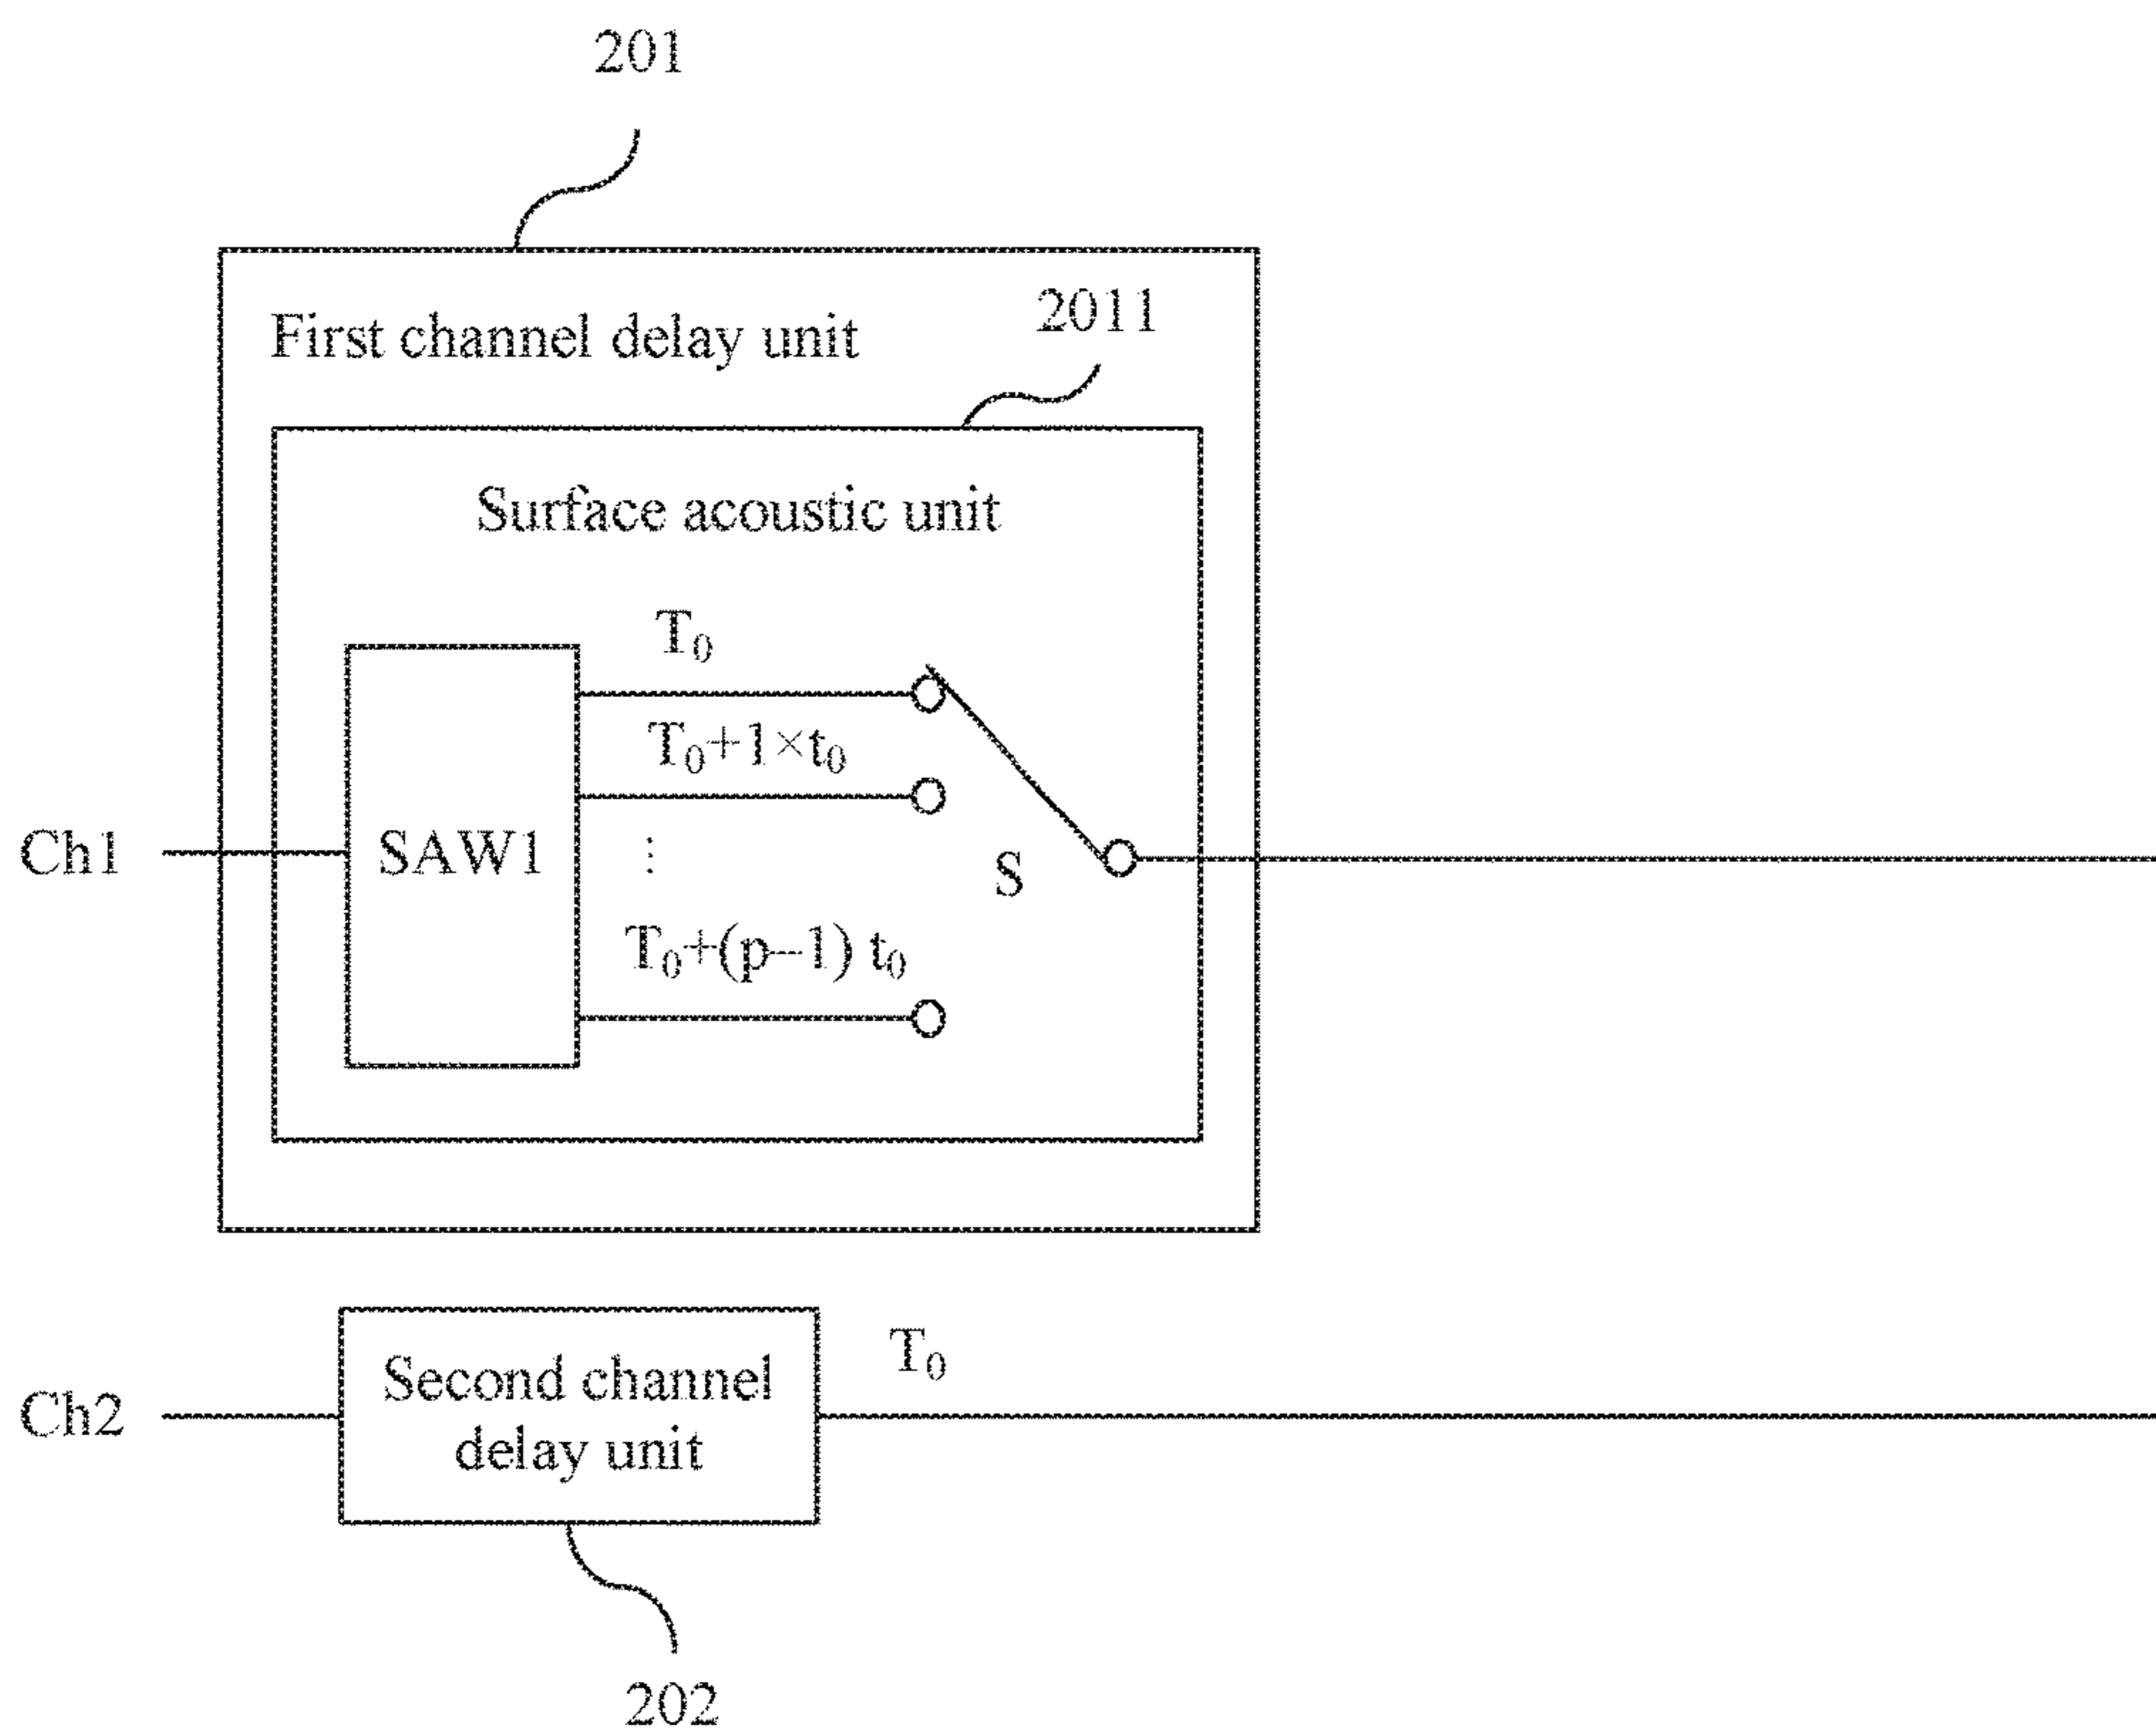 201
First channel delay unit
2011
Surface acoustic unit
T₀
T₀+1×t₀
Ch1
SAW1
⋮
S
T₀+(p–1) t₀
Second channel
delay unit
T₀
Ch2
202